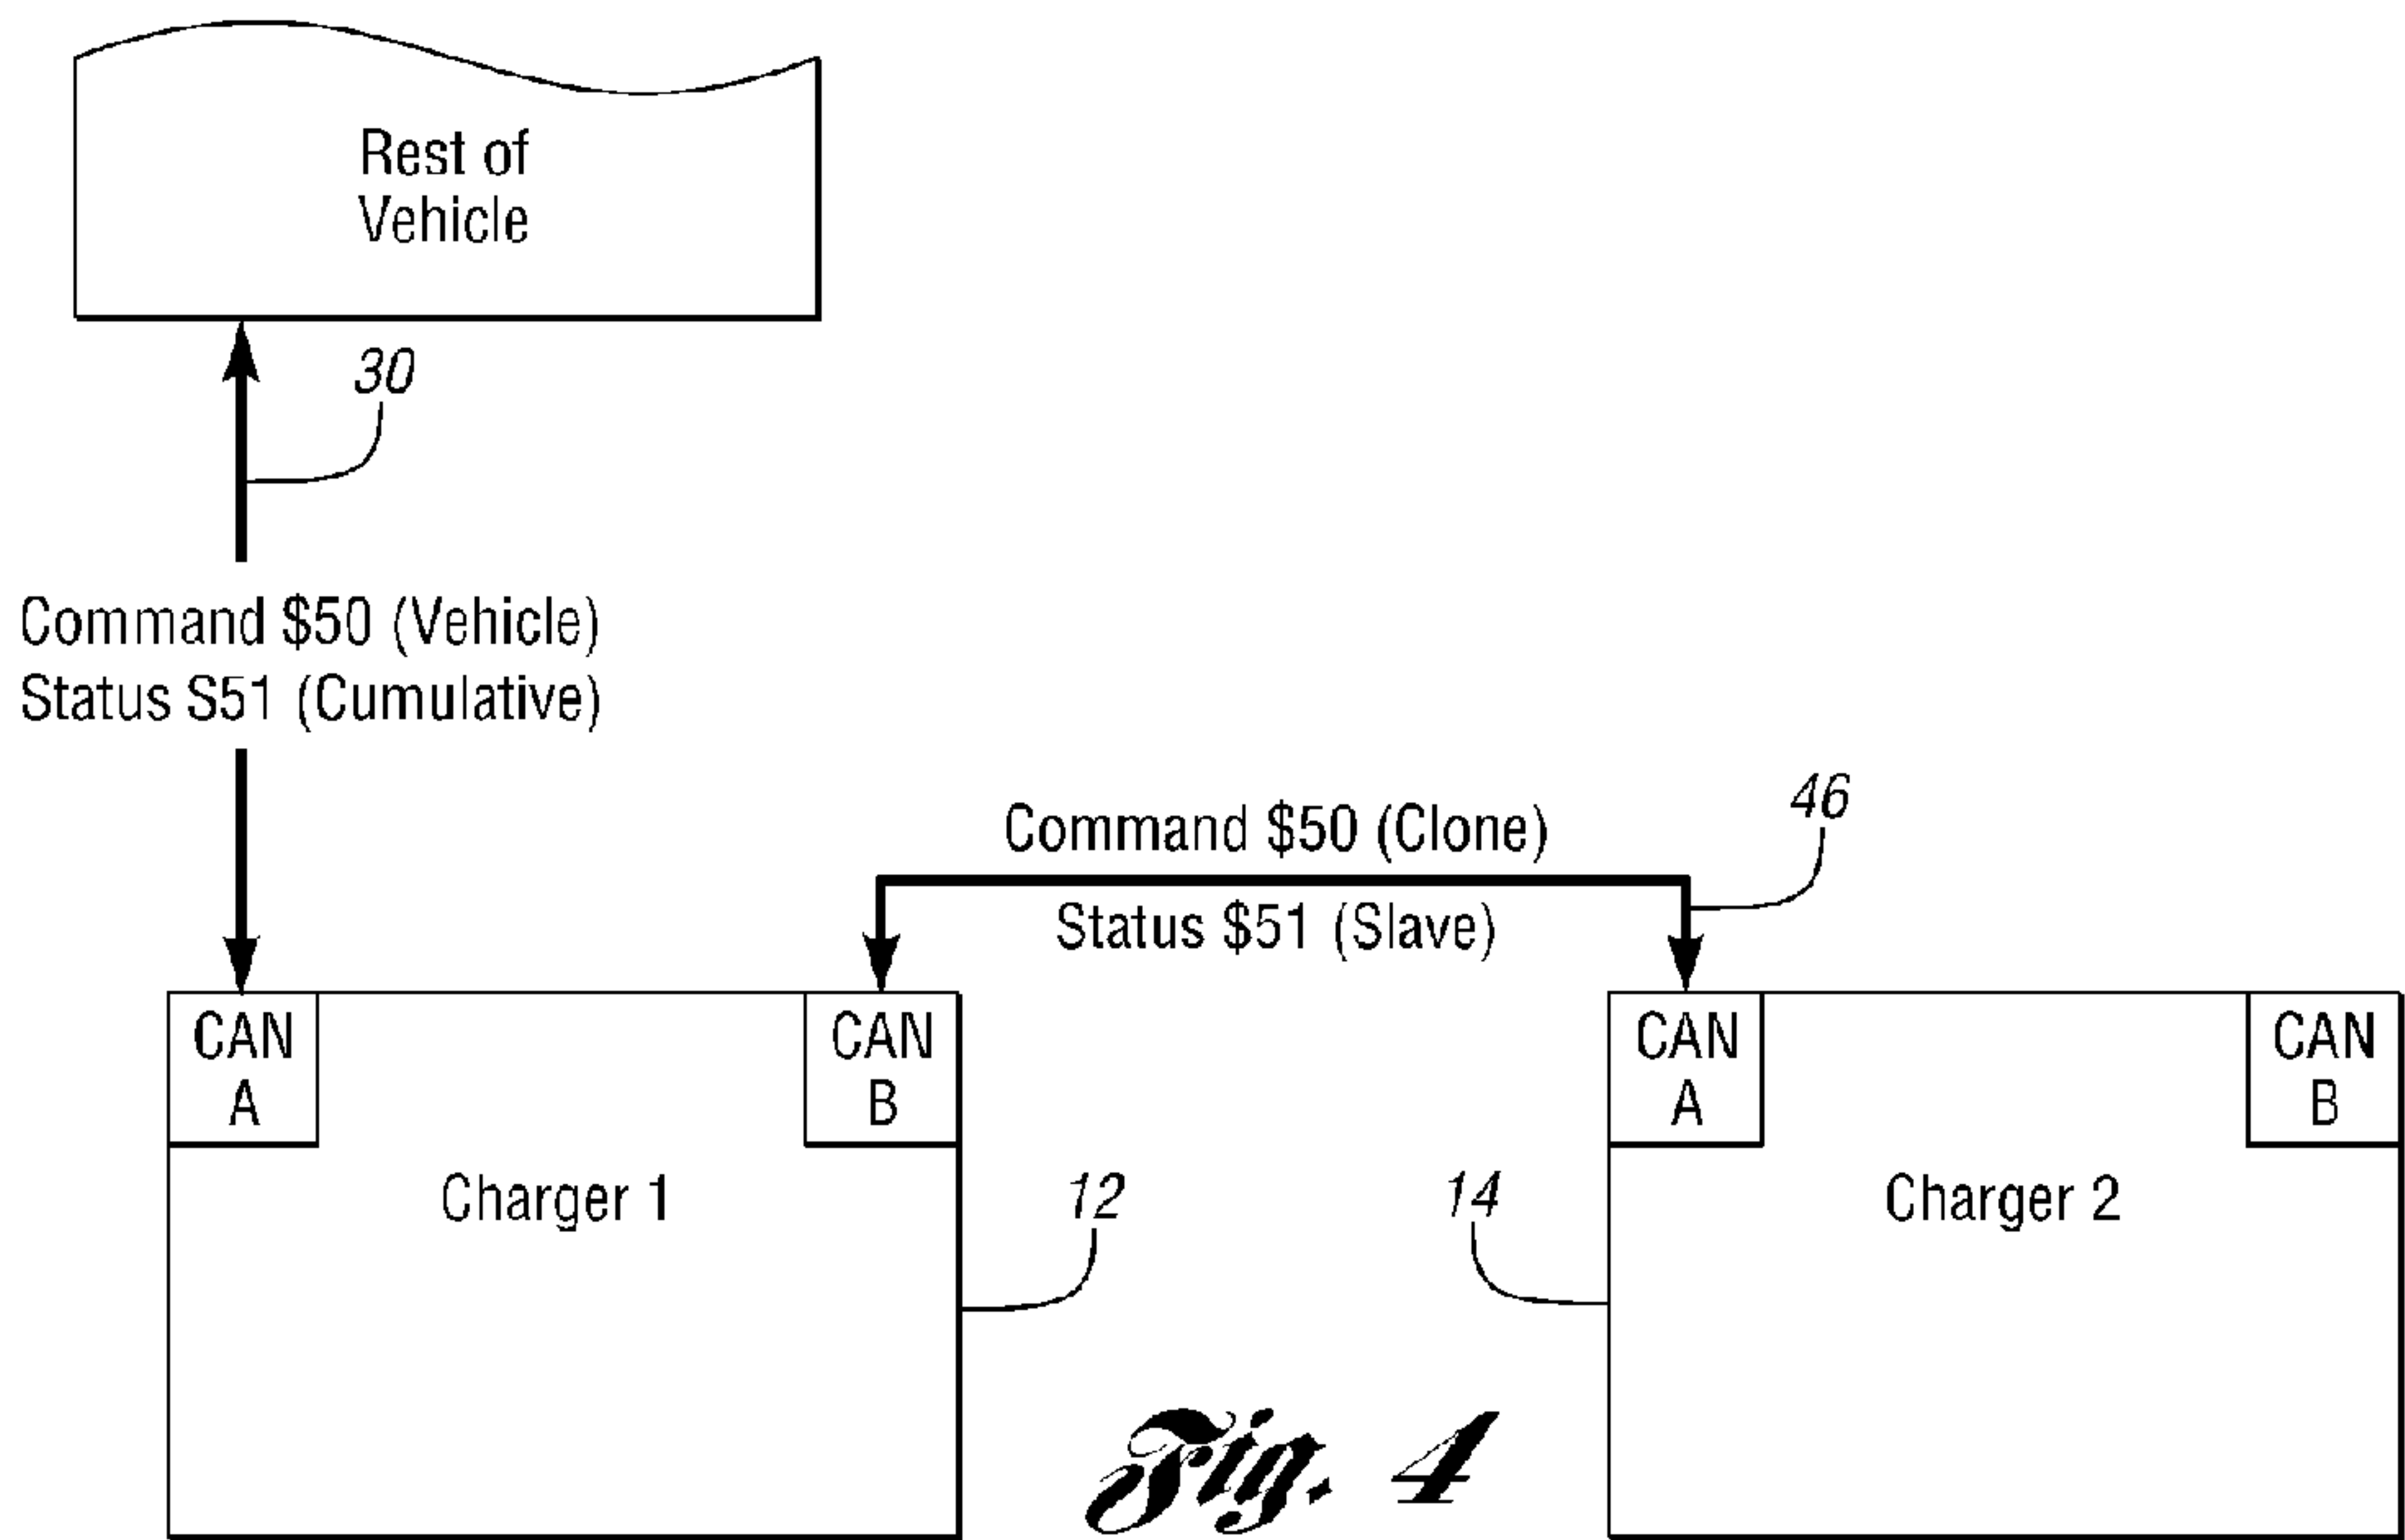 Rest of
Vehicle
30
Command $50 (Vehicle)
Status S51 (Cumulative)
Command $50 (Clone)
46
Status $51 (Slave)
CAN
A
CAN
B
CAN
A
CAN
B
Charger 1
12
14
Charger 2
Fig. 4